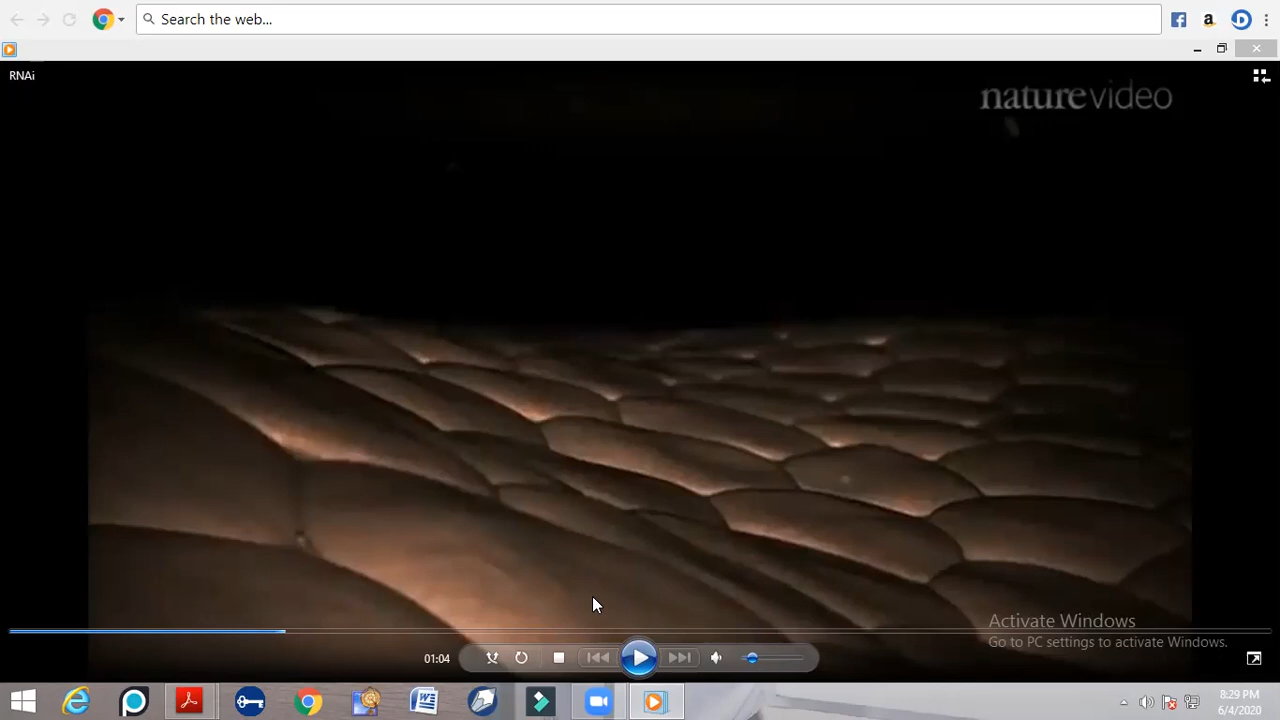 Search the web...
RNAi
naturevideo
Activate Windows
Go to PC settings to activate Windows.
01:04
8:29 PM
6/4/2020